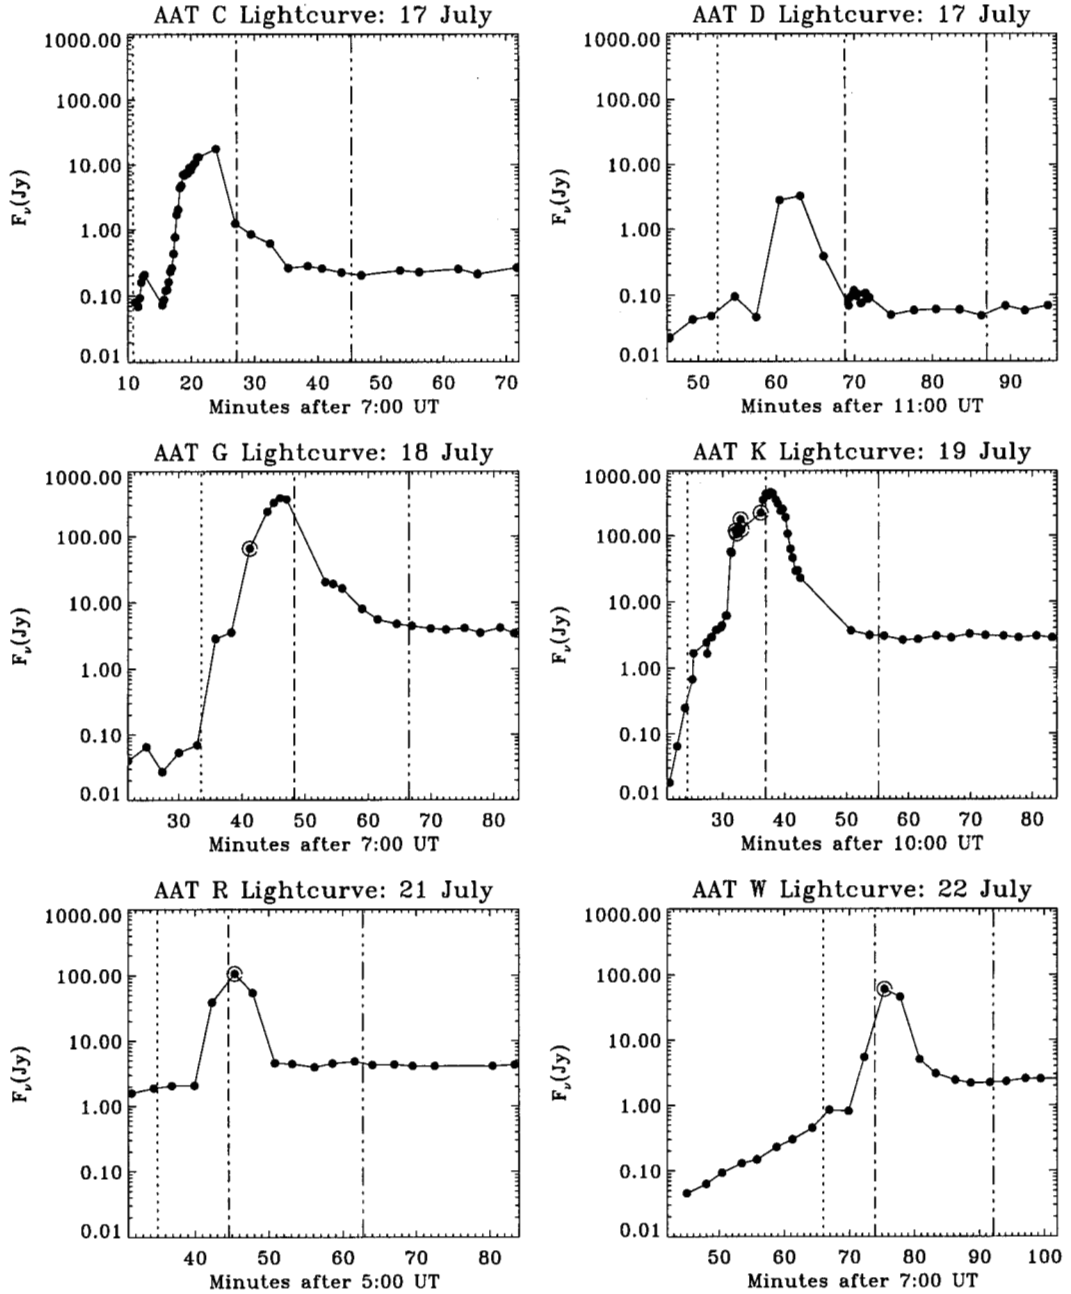 AAT C Lightcurve: 17 July
1000.00
100.00
10.00
1.00
0.10
0.01
Fν(Jy)
10 20 30 40 50 60 70
Minutes after 7:00 UT
AAT D Lightcurve: 17 July
1000.00
100.00
10.00
1.00
0.10
0.01
Fν(Jy)
50 60 70 80 90
Minutes after 11:00 UT
AAT G Lightcurve: 18 July
1000.00
100.00
10.00
1.00
0.10
0.01
Fν(Jy)
30 40 50 60 70 80
Minutes after 7:00 UT
AAT K Lightcurve: 19 July
1000.00
100.00
10.00
1.00
0.10
0.01
Fν(Jy)
30 40 50 60 70 80
Minutes after 10:00 UT
AAT R Lightcurve: 21 July
1000.00
100.00
10.00
1.00
0.10
0.01
Fν(Jy)
40 50 60 70 80
Minutes after 5:00 UT
AAT W Lightcurve: 22 July
1000.00
100.00
10.00
1.00
0.10
0.01
Fν(Jy)
50 60 70 80 90 100
Minutes after 7:00 UT